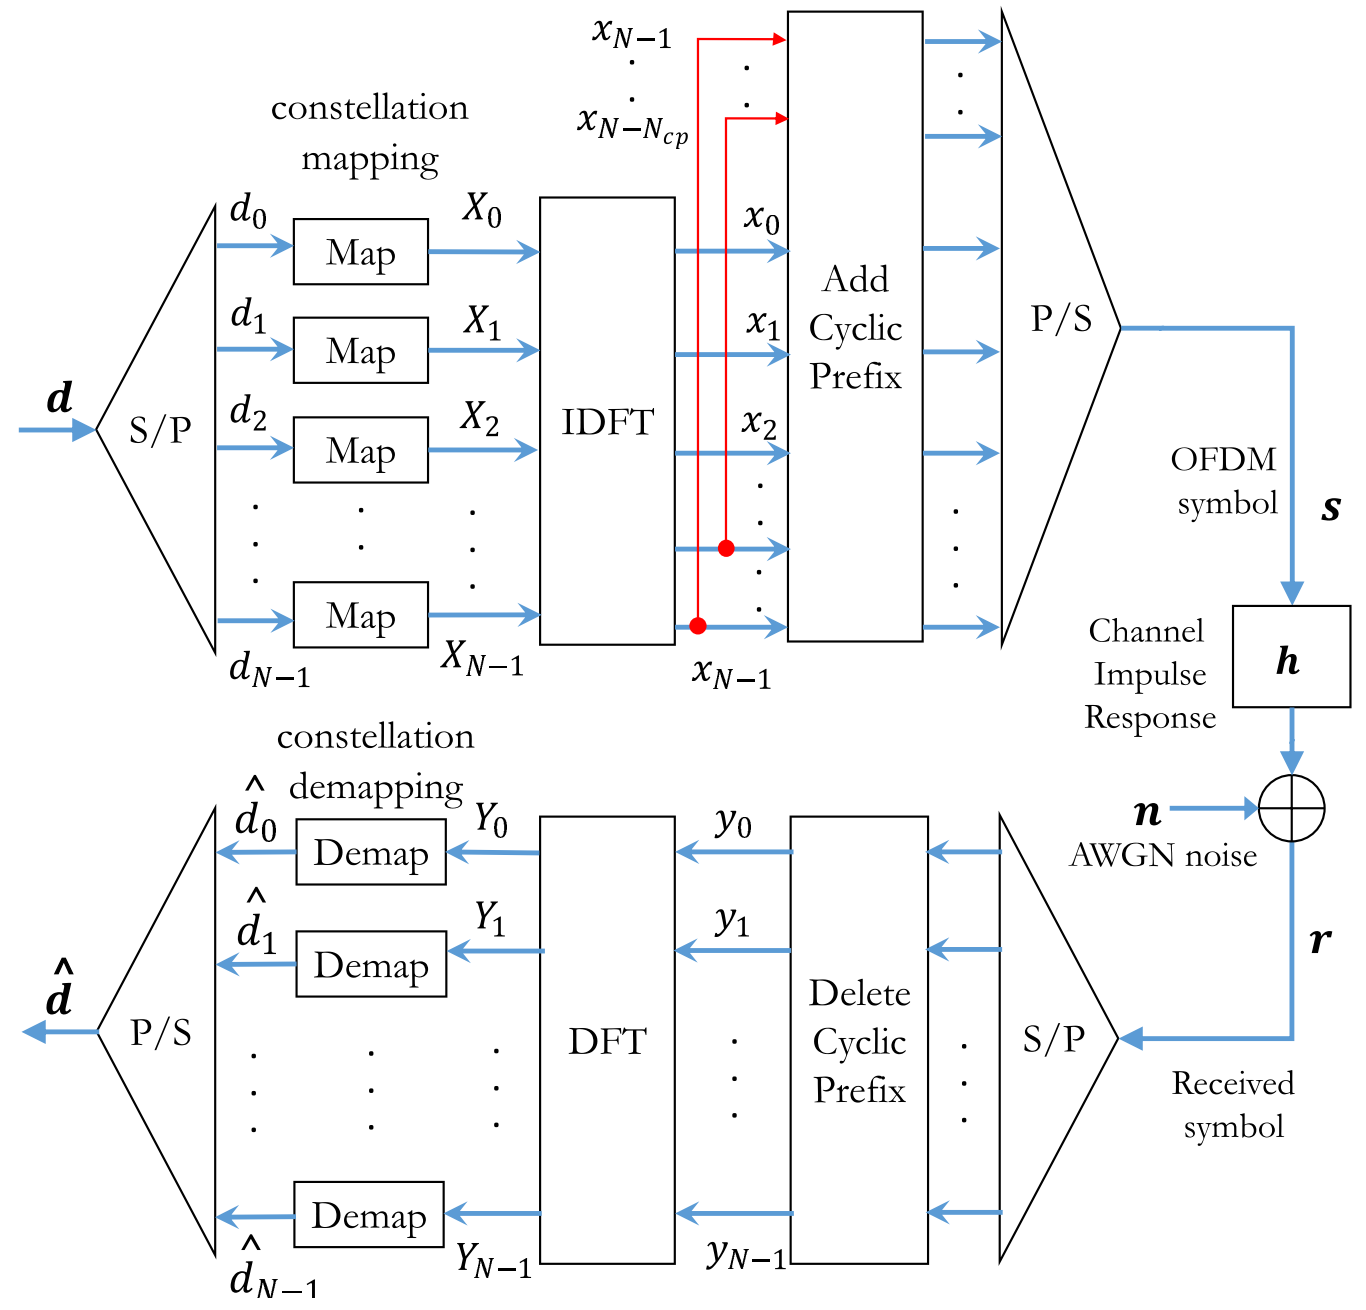 x_{N-1}
x_{N-N_{cp}}
constellation
mapping
d_0
Map
X_0
x_0
d_1
Map
X_1
x_1
d
S/P
d_2
Map
X_2
IDFT
x_2
Add
Cyclic
Prefix
P/S
d_{N-1}
Map
X_{N-1}
x_{N-1}
OFDM
symbol
s
Channel
Impulse
Response
h
n
AWGN noise
r
Received
symbol
constellation
demapping
d̂_0
Demap
Y_0
y_0
d̂_1
Demap
Y_1
y_1
d̂
P/S
DFT
Delete
Cyclic
Prefix
S/P
d̂_{N-1}
Demap
Y_{N-1}
y_{N-1}